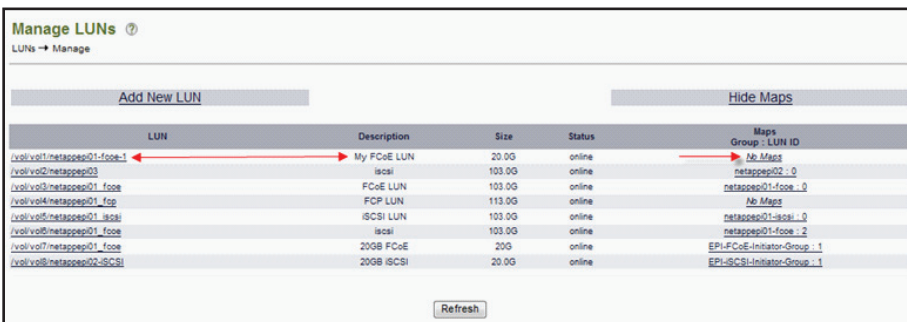 Manage LUNs ?
LUNs → Manage
Add New LUN Hide Maps
LUN Description Size Status Maps
Group : LUN ID
/vol/vol1/netappepi01-fcoe-1 My FCoE LUN 20.0G online No Maps
/vol/vol2/netappepi03 iscsi 103.0G online netappepi02 : 0
/vol/vol3/netappepi01_fcoe FCoE LUN 103.0G online netappepi01-fcoe : 0
/vol/vol4/netappepi01_fcp FCP LUN 113.0G online No Maps
/vol/vol5/netappepi01_iscsi iSCSI LUN 103.0G online netappepi01-iscsi : 0
/vol/vol6/netappepi01_fcoe iscsi 103.0G online netappepi01-fcoe : 2
/vol/vol7/netappepi01_fcoe 20GB FCoE 20G online EPI-FCoE-Initiator-Group : 1
/vol/vol8/netappepi02-iSCSI 20GB iSCSI 20.0G online EPI-iSCSI-Initiator-Group : 1
Refresh